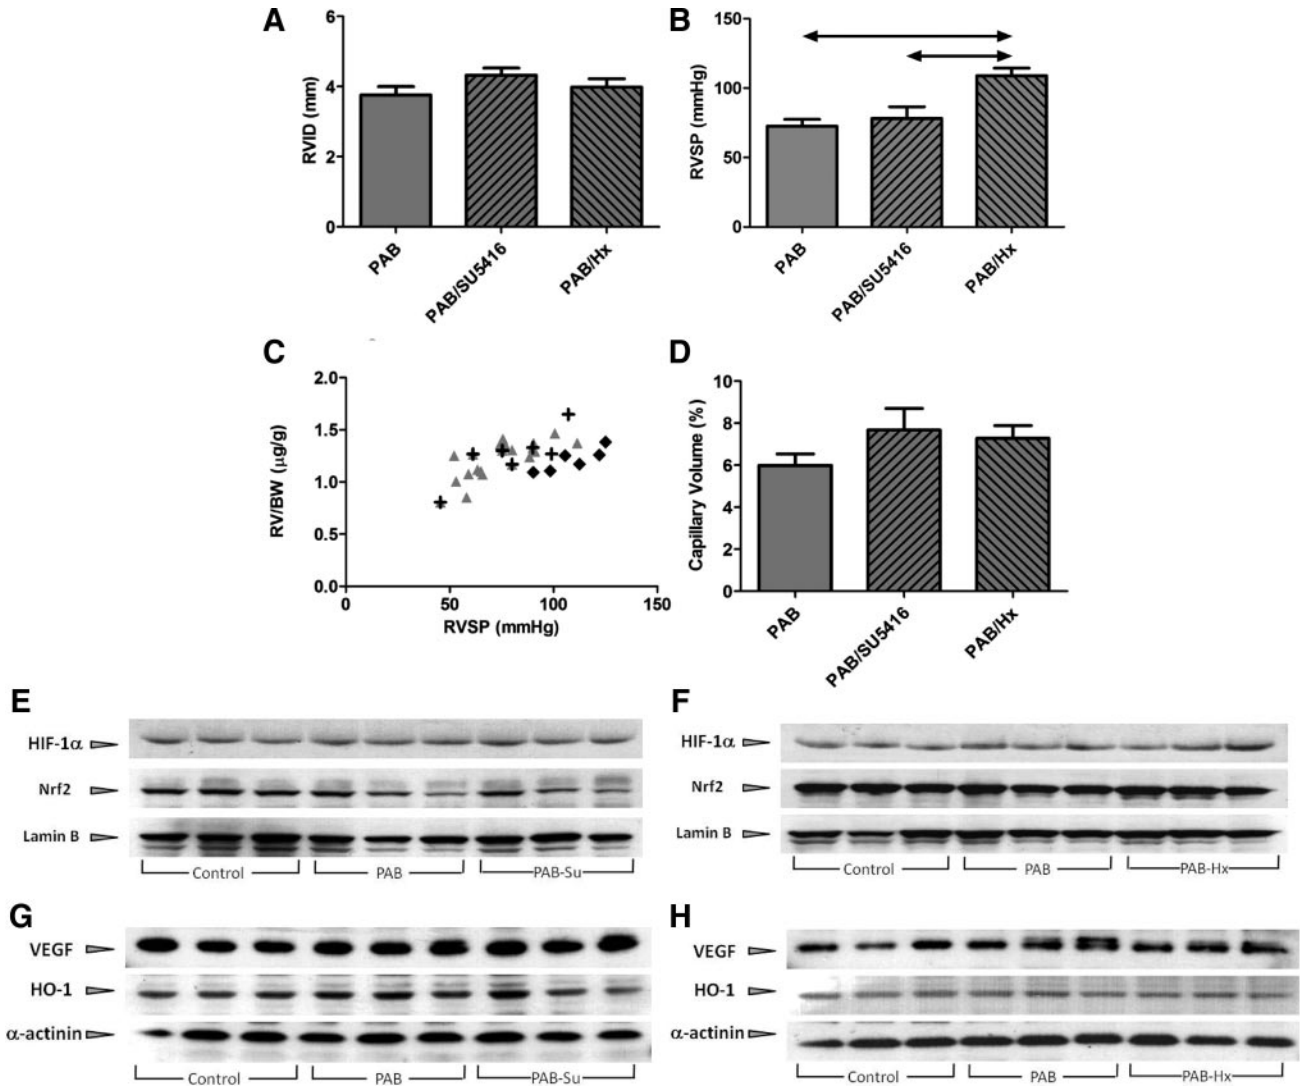 A
RVID (mm)
6
4
2
0
PAB
PAB/SU5416
PAB/Hx
B
RVSP (mmHg)
150
100
50
0
PAB
PAB/SU5416
PAB/Hx
C
RV/BW (µg/g)
2.0
1.5
1.0
0.5
0.0
0
50
100
150
RVSP (mmHg)
D
Capillary Volume (%)
10
8
6
4
2
0
PAB
PAB/SU5416
PAB/Hx
E
HIF-1α
Nrf2
Lamin B
Control
PAB
PAB-Su
F
HIF-1α
Nrf2
Lamin B
Control
PAB
PAB-Hx
G
VEGF
HO-1
α-actinin
Control
PAB
PAB-Su
H
VEGF
HO-1
α-actinin
Control
PAB
PAB-Hx